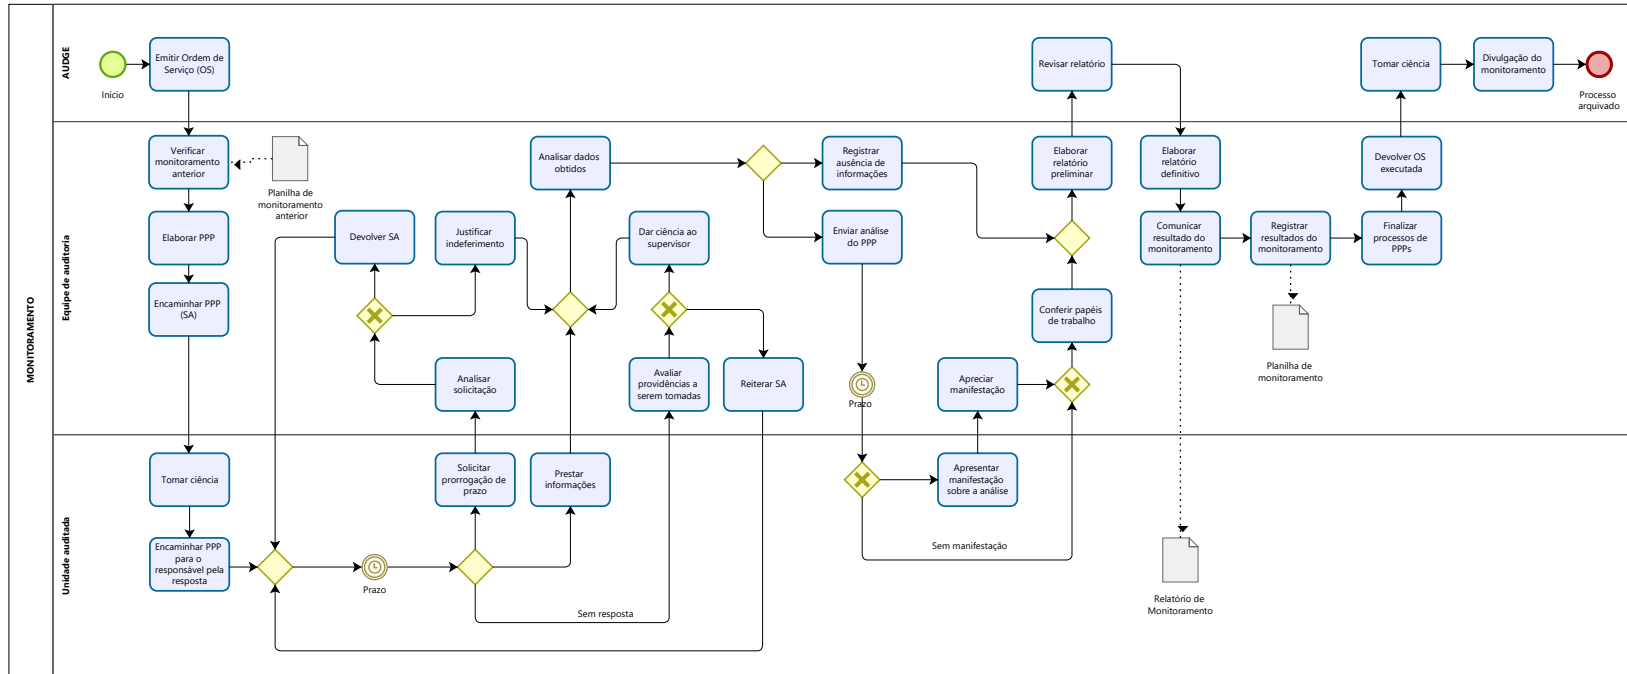 MONITORAMENTO
AUDGE
Início
Emitir Ordem de
Serviço (OS)
Revisar relatório
Tomar ciência
Divulgação do
monitoramento
Processo
arquivado
Equipe de auditoria
Verificar
monitoramento
anterior
Planilha de
monitoramento
anterior
Elaborar PPP
Encaminhar PPP
(SA)
Devolver SA
Justificar
indeferimento
Analisar
solicitação
Analisar dados
obtidos
Dar ciência ao
supervisor
Avaliar
providências a
serem tomadas
Reiterar SA
Registrar
ausência de
informações
Enviar análise
do PPP
Prazo
Apreciar
manifestação
Elaborar
relatório
preliminar
Conferir papéis
de trabalho
Elaborar
relatório
definitivo
Comunicar
resultado do
monitoramento
Registrar
resultados do
monitoramento
Planilha de
monitoramento
Devolver OS
executada
Finalizar
processos de
PPPs
Unidade auditada
Tomar ciência
Encaminhar PPP
para o
responsável pela
resposta
Prazo
Solicitar
prorrogação de
prazo
Prestar
informações
Sem resposta
Apresentar
manifestação
sobre a análise
Sem manifestação
Relatório de
Monitoramento